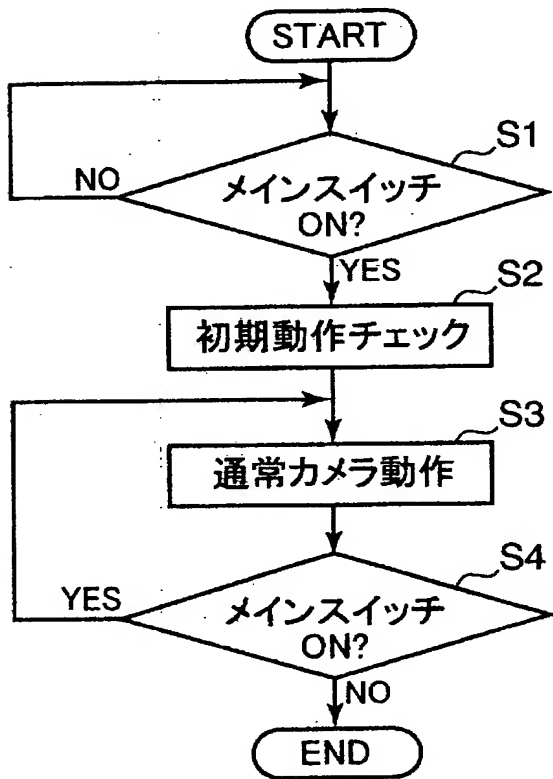 START
S1
メインスイッチ
ON?
NO
YES
S2
初期動作チェック
S3
通常カメラ動作
S4
メインスイッチ
ON?
YES
NO
END